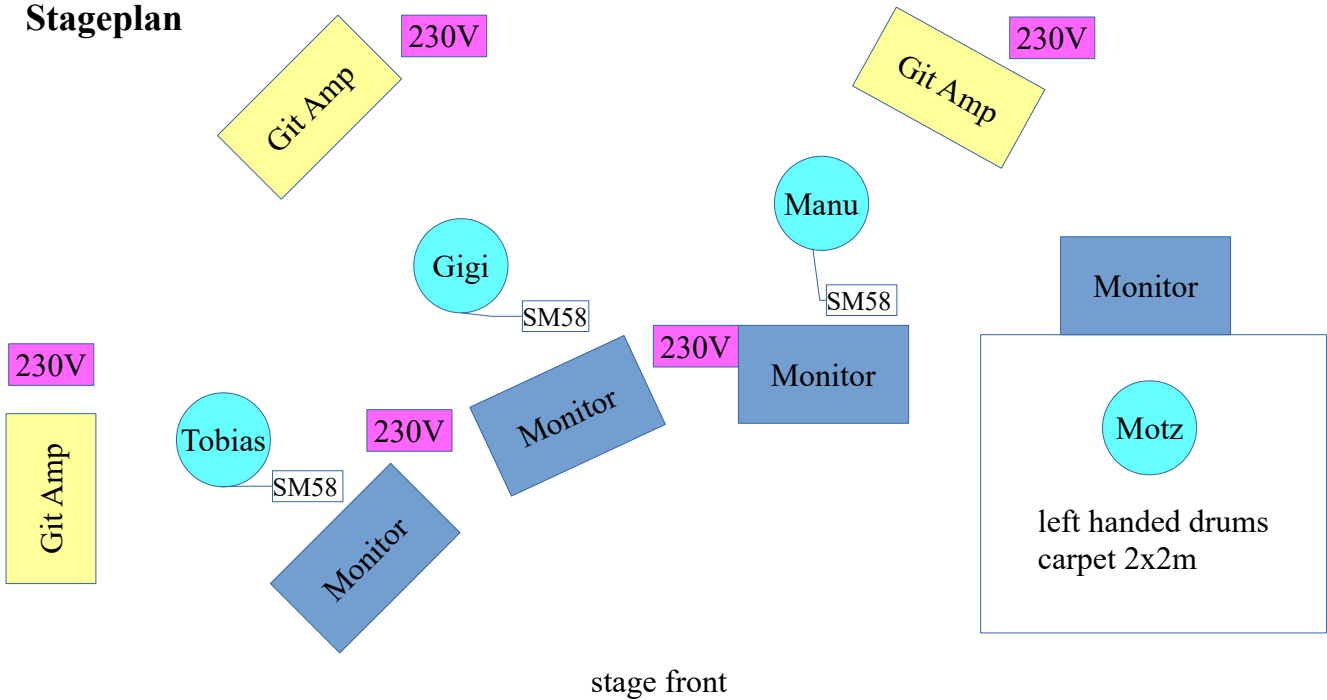 Stageplan
230V
230V
Git Amp
Git Amp
Manu
Gigi
Monitor
SM58
SM58
230V
230V
Monitor
Monitor
Tobias
230V
Motz
SM58
Git Amp
Monitor
left handed drums
carpet 2x2m
stage front